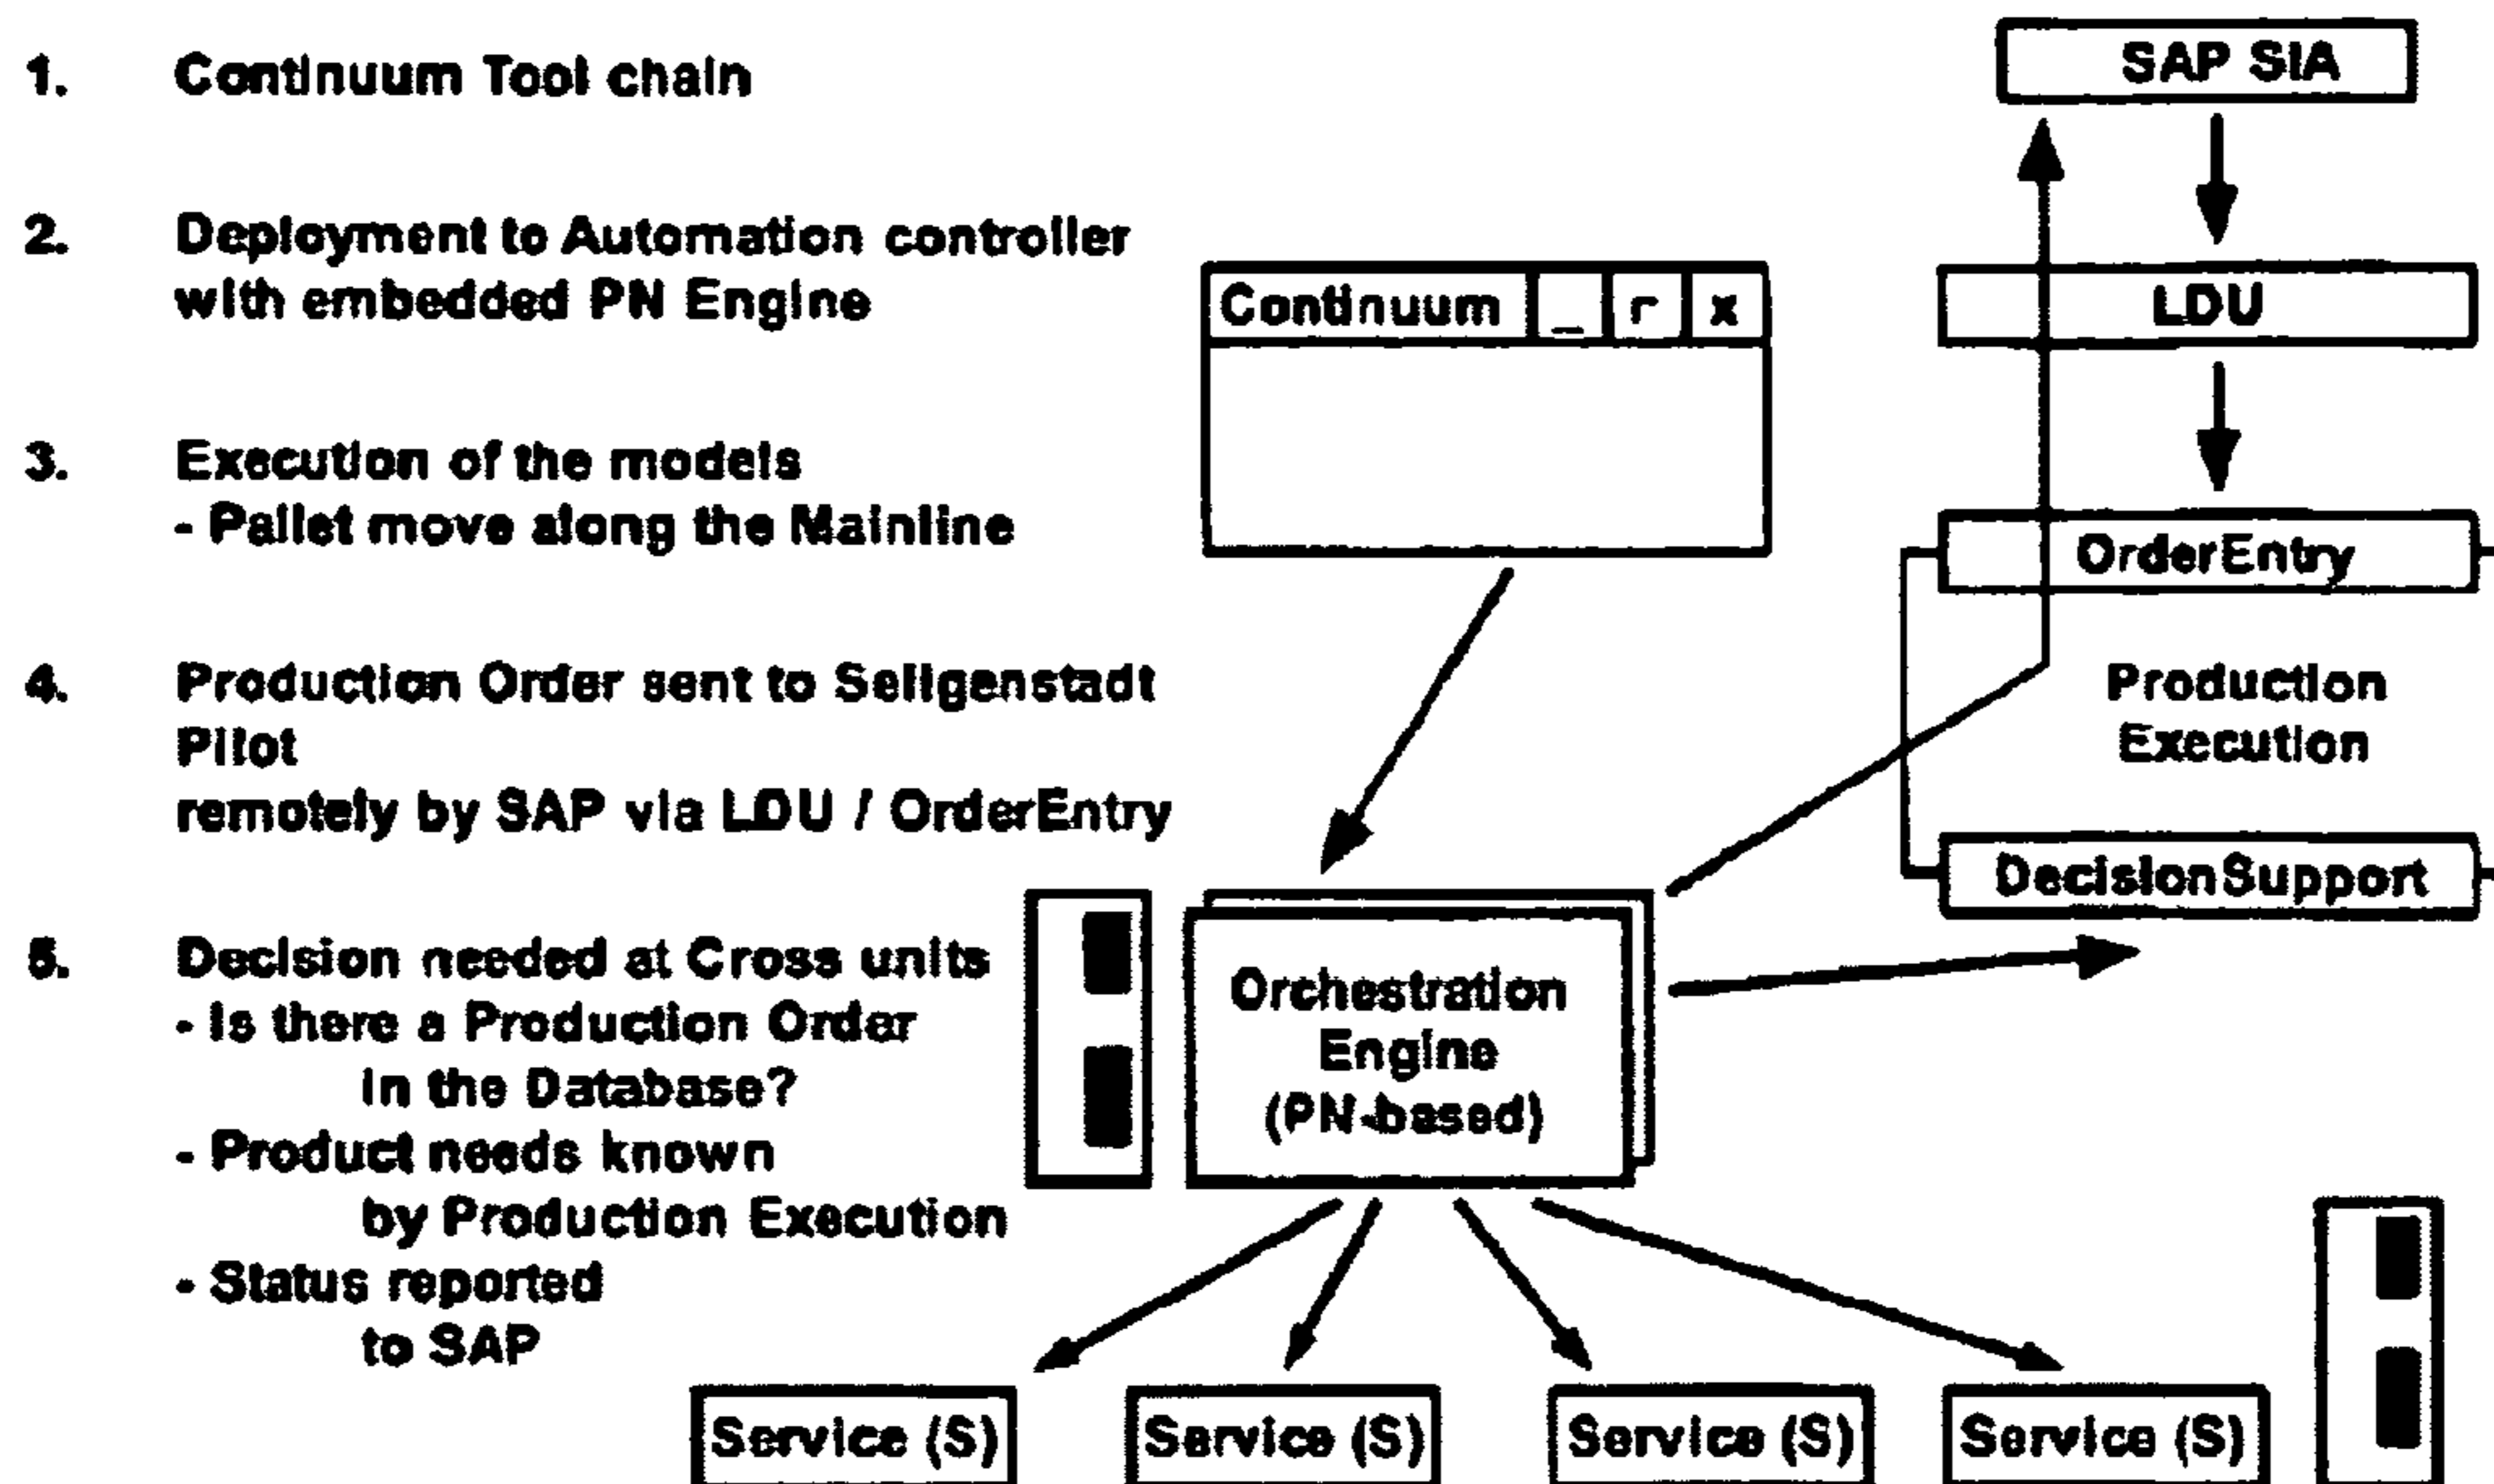 1. Continuum Tool chain
2. Deployment to Automation controller
with embedded PN Engine
3. Execution of the models
- Pallet move along the Mainline
4. Production Order sent to Seligenstadt
Pilot
remotely by SAP via LDU / OrderEntry
5. Decision needed at Cross units
- Is there a Production Order
in the Database?
- Product needs known
by Production Execution
- Status reported
to SAP
SAP SIA
LDU
Continuum _ r x
OrderEntry
Production
Execution
DecisionSupport
Orchestration
Engine
(PN-based)
Service (S) Service (S) Service (S) Service (S)